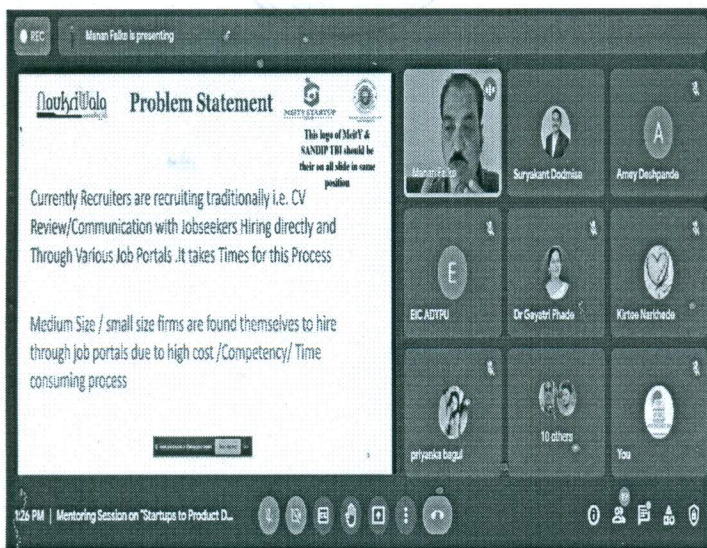 REC
Manan Falke is presenting
NaukriWala
Problem Statement
MEITY STARTUP
This logo of MeitY &
SANDIP TBI should be
their on all slide in same
position
Currently Recruiters are recruiting traditionally i.e. CV
Review/Communication with Jobseekers Hiring directly and
Through Various Job Portals .It takes Times for this Process
Medium Size / small size firms are found themselves to hire
through job portals due to high cost /Competency/ Time
consuming process
Manan Falke
Suryakant Dodmise
A
Amey Deshpande
E
EIC ADYPU
Dr Gayatri Phade
Kirtee Narkhede
priyanka bagul
10 others
You
1:26 PM | Mentoring Session on "Startups to Product D...